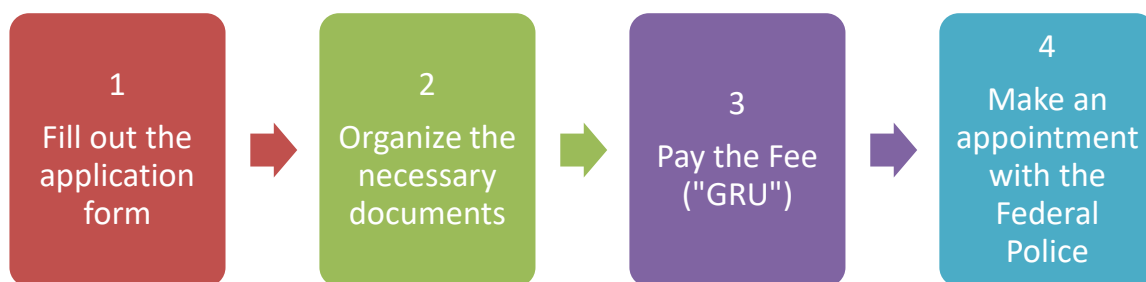 1
Fill out the
application
form
2
Organize the
necessary
documents
3
Pay the Fee
("GRU")
4
Make an
appointment
with the
Federal
Police